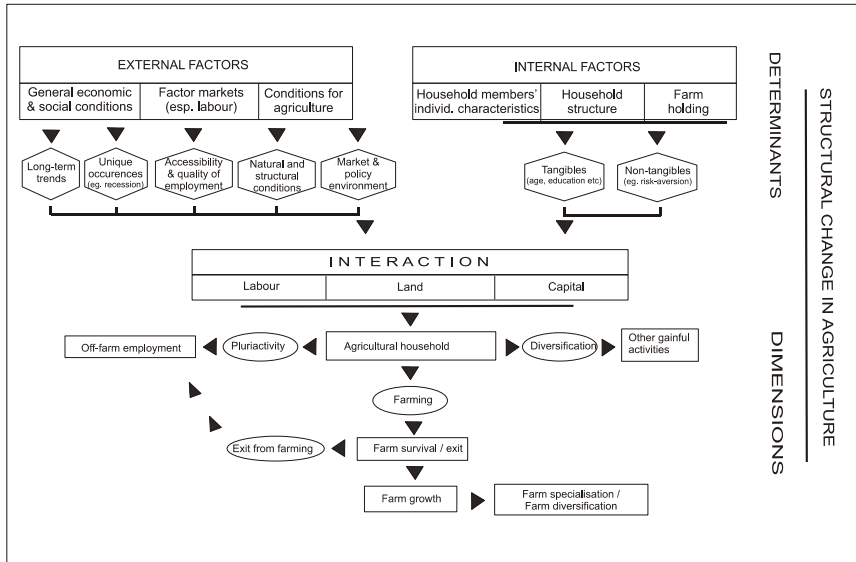 EXTERNAL FACTORS
General economic
& social conditions
Factor markets
(esp. labour)
Conditions for
agriculture
INTERNAL FACTORS
Household members'
individ. characteristics
Household
structure
Farm
holding
Long-term
trends
Unique
occurences
(eg. recession)
Accessibility
& quality of
employment
Natural and
structural
conditions
Market &
policy
environment
Tangibles
(age, education etc)
Non-tangibles
(eg. risk-aversion)
INTERACTION
Labour
Land
Capital
Off-farm employment
Pluriactivity
Agricultural household
Diversification
Other gainful
activities
Farming
Exit from farming
Farm survival / exit
Farm growth
Farm specialisation /
Farm diversification
DETERMINANTS
DIMENSIONS
STRUCTURAL CHANGE IN AGRICULTURE